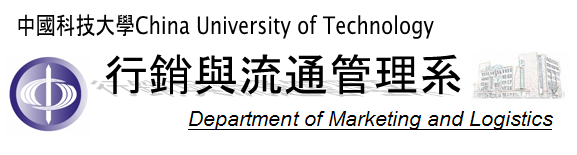 中國科技大學China University of Technology
行銷與流通管理系
Department of Marketing and Logistics